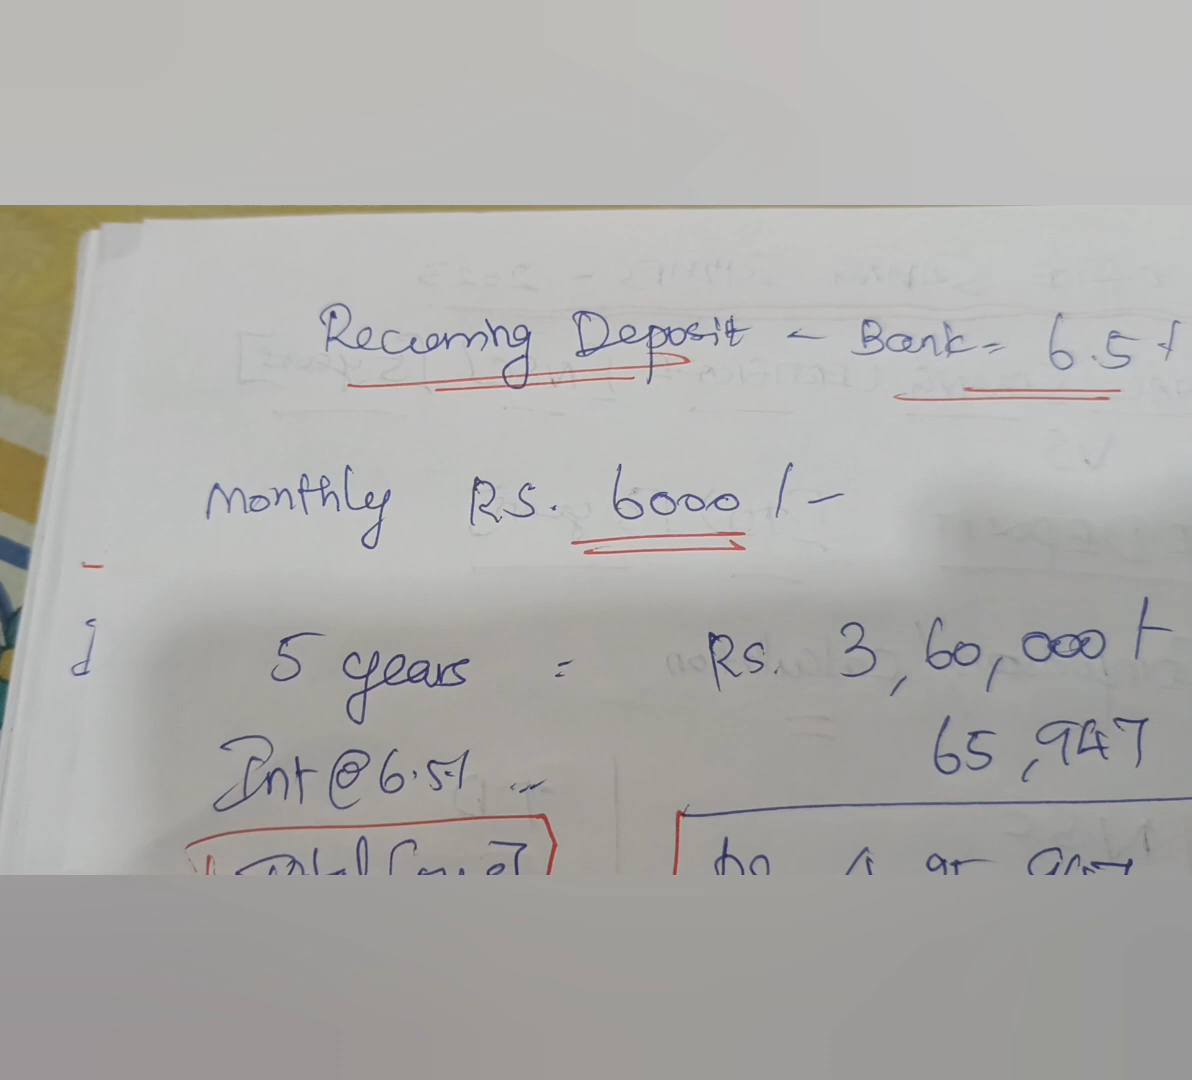 Recurring Deposit - Bank - 6.5%
Monthly Rs. 6000/-
5 years = Rs. 3,60,000/-
Int @ 6.5% 65,947
Total